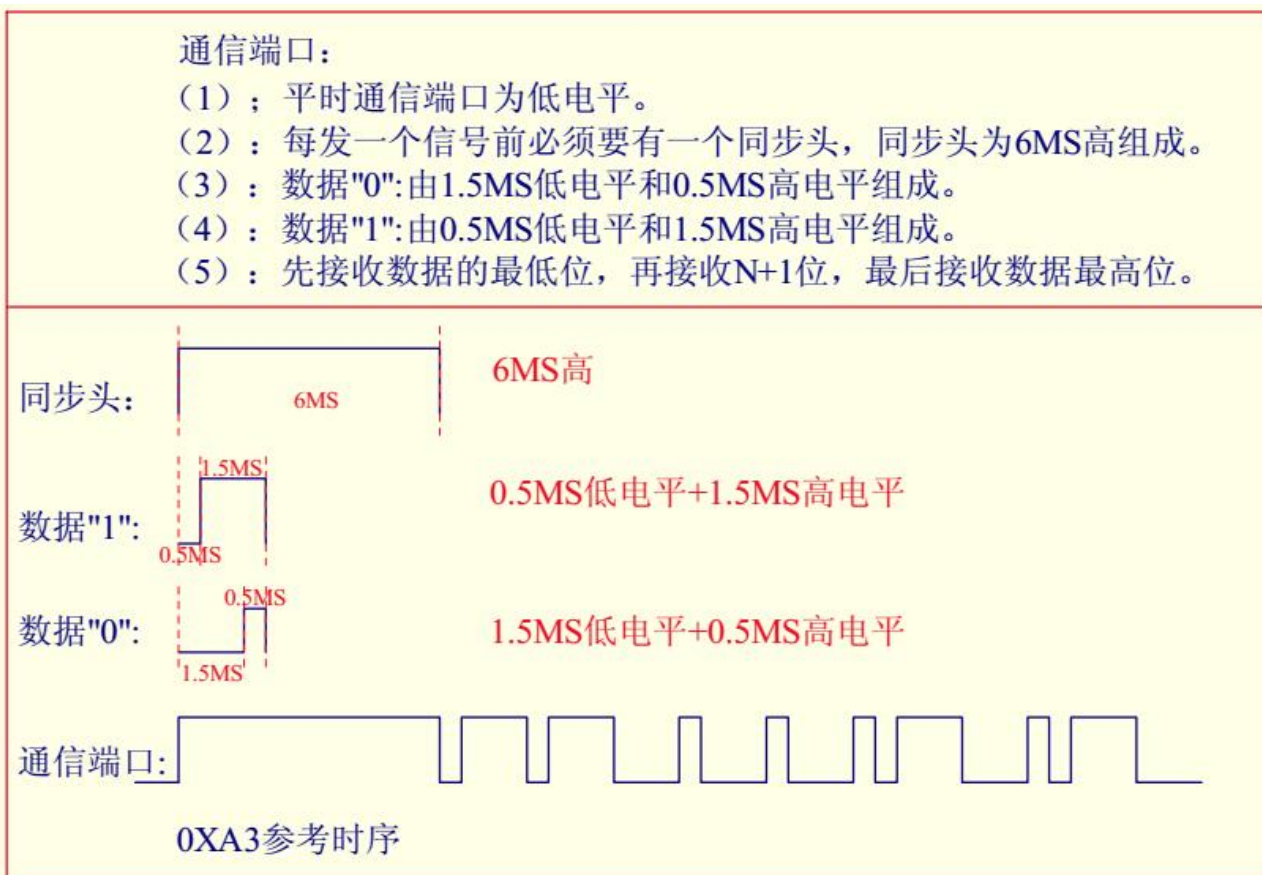 通信端口：
（1）；平时通信端口为低电平。
（2）：每发一个信号前必须要有一个同步头，同步头为6MS高组成。
（3）：数据"0":由1.5MS低电平和0.5MS高电平组成。
（4）：数据"1":由0.5MS低电平和1.5MS高电平组成。
（5）：先接收数据的最低位，再接收N+1位，最后接收数据最高位。
6MS高
同步头：
6MS
1.5MS
0.5MS低电平+1.5MS高电平
数据"1":
0.5MS
0.5MS
数据"0":
1.5MS低电平+0.5MS高电平
1.5MS
通信端口:
0XA3参考时序